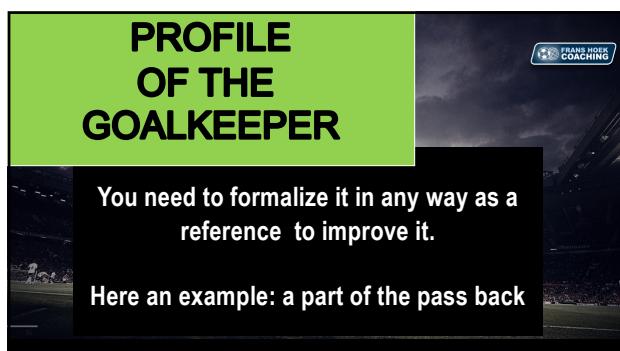 PROFILE
OF THE
GOALKEEPER
FRANS HOEK
COACHING
You need to formalize it in any way as a
reference to improve it.
Here an example: a part of the pass back